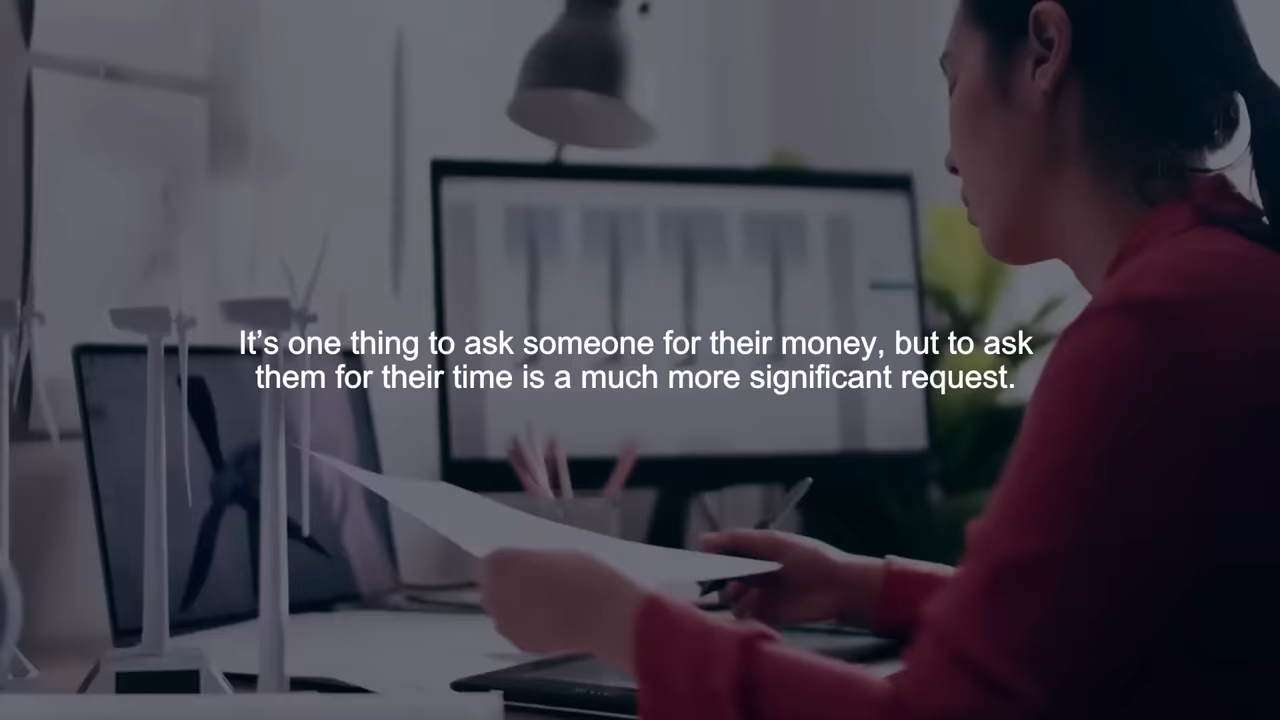 It’s one thing to ask someone for their money, but to ask
them for their time is a much more significant request.